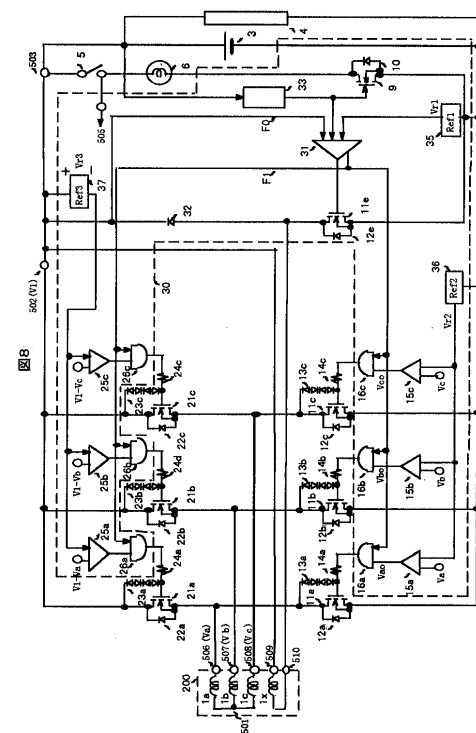 図8
503
5
505
6
3
4
10
9
33
F0
31
Vr1
Ref1
35
Vr3
+
−
Ref3
37
F1
32
11e
12e
502(V1)
30
36
Ref2
Vr2
V1-Vc
25c
26c
24c
23c
21c
22c
13c
14c
11c
12c
Vco
16c
15c
Vc
V1-Vb
25b
26b
24d
23b
21b
22b
13b
14b
11b
12b
Vbo
16b
15b
Vb
V1-Va
25a
26a
24a
23a
21a
22a
13a
14a
11a
12a
Vao
16a
15a
Va
200
506(Va)
507(Vb)
508(Vc)
509
510
1a
1b
1c
1x
501